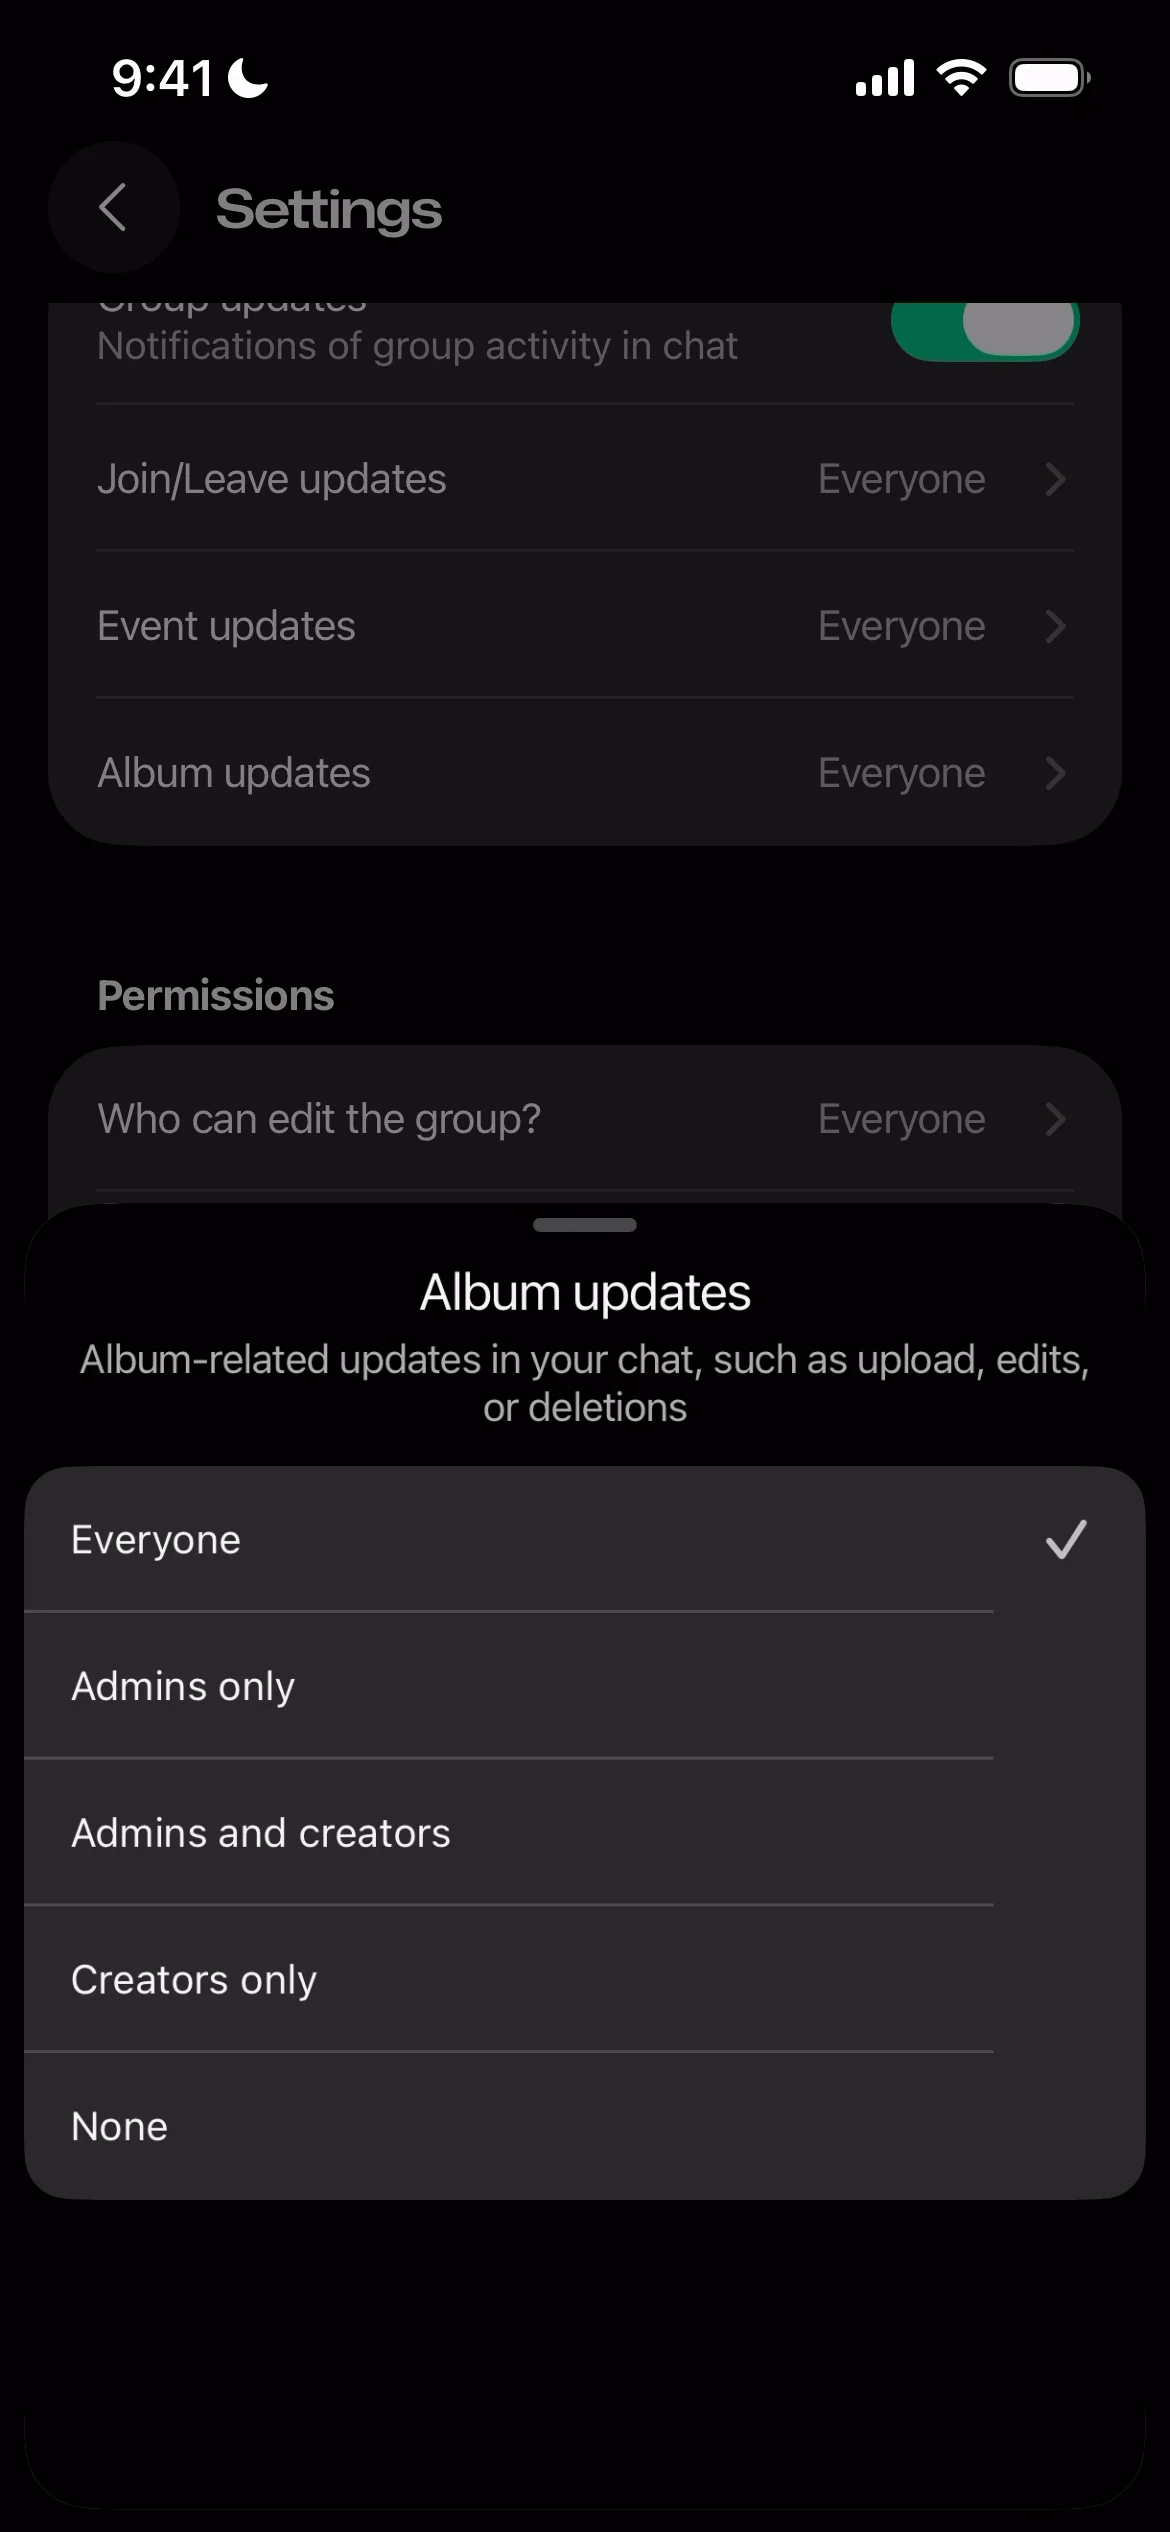 9:41
Settings
Group updates
Notifications of group activity in chat
Join/Leave updates Everyone
Event updates Everyone
Album updates Everyone
Permissions
Who can edit the group? Everyone
Album updates
Album-related updates in your chat, such as upload, edits,
or deletions
Everyone
Admins only
Admins and creators
Creators only
None